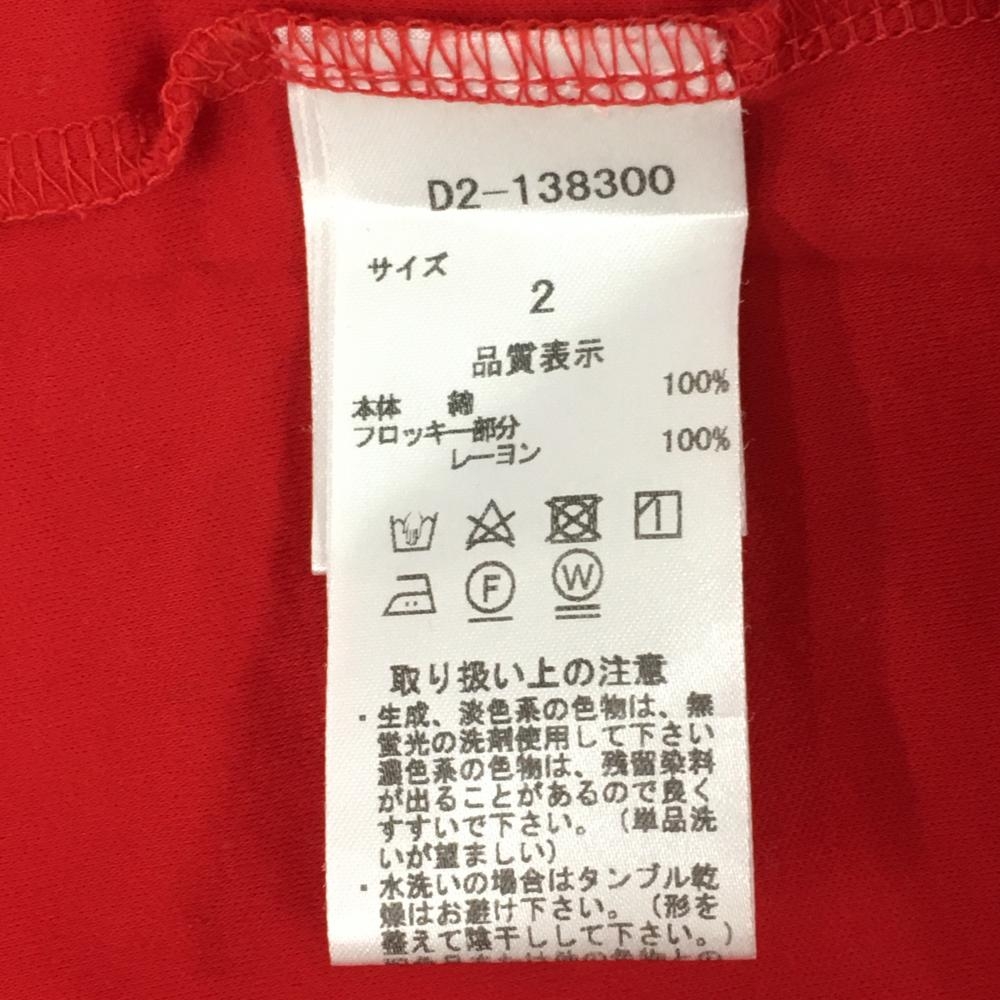 D2-138300
サイズ
2
品質表示
本体 綿 100%
フロッキー部分
レーヨン 100%
F W
取り扱い上の注意
・生成、淡色系の色物は、無
蛍光の洗剤使用して下さい
濃色系の色物は、残留染料
が出ることがあるので良く
すすいで下さい。（単品洗
いが望ましい）
・水洗いの場合はタンブル乾
燥はお避け下さい。（形を
整えて陰干しして下さい。）